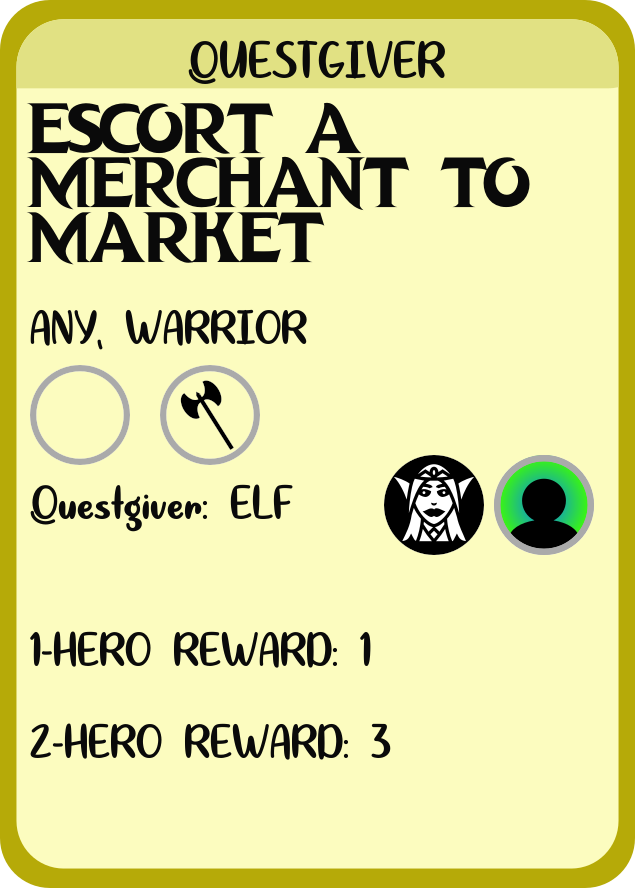 QUESTGIVER
ESCORT A
MERCHANT TO
MARKET
ANY, WARRIOR
Questgiver: ELF
1-HERO REWARD: 1
2-HERO REWARD: 3